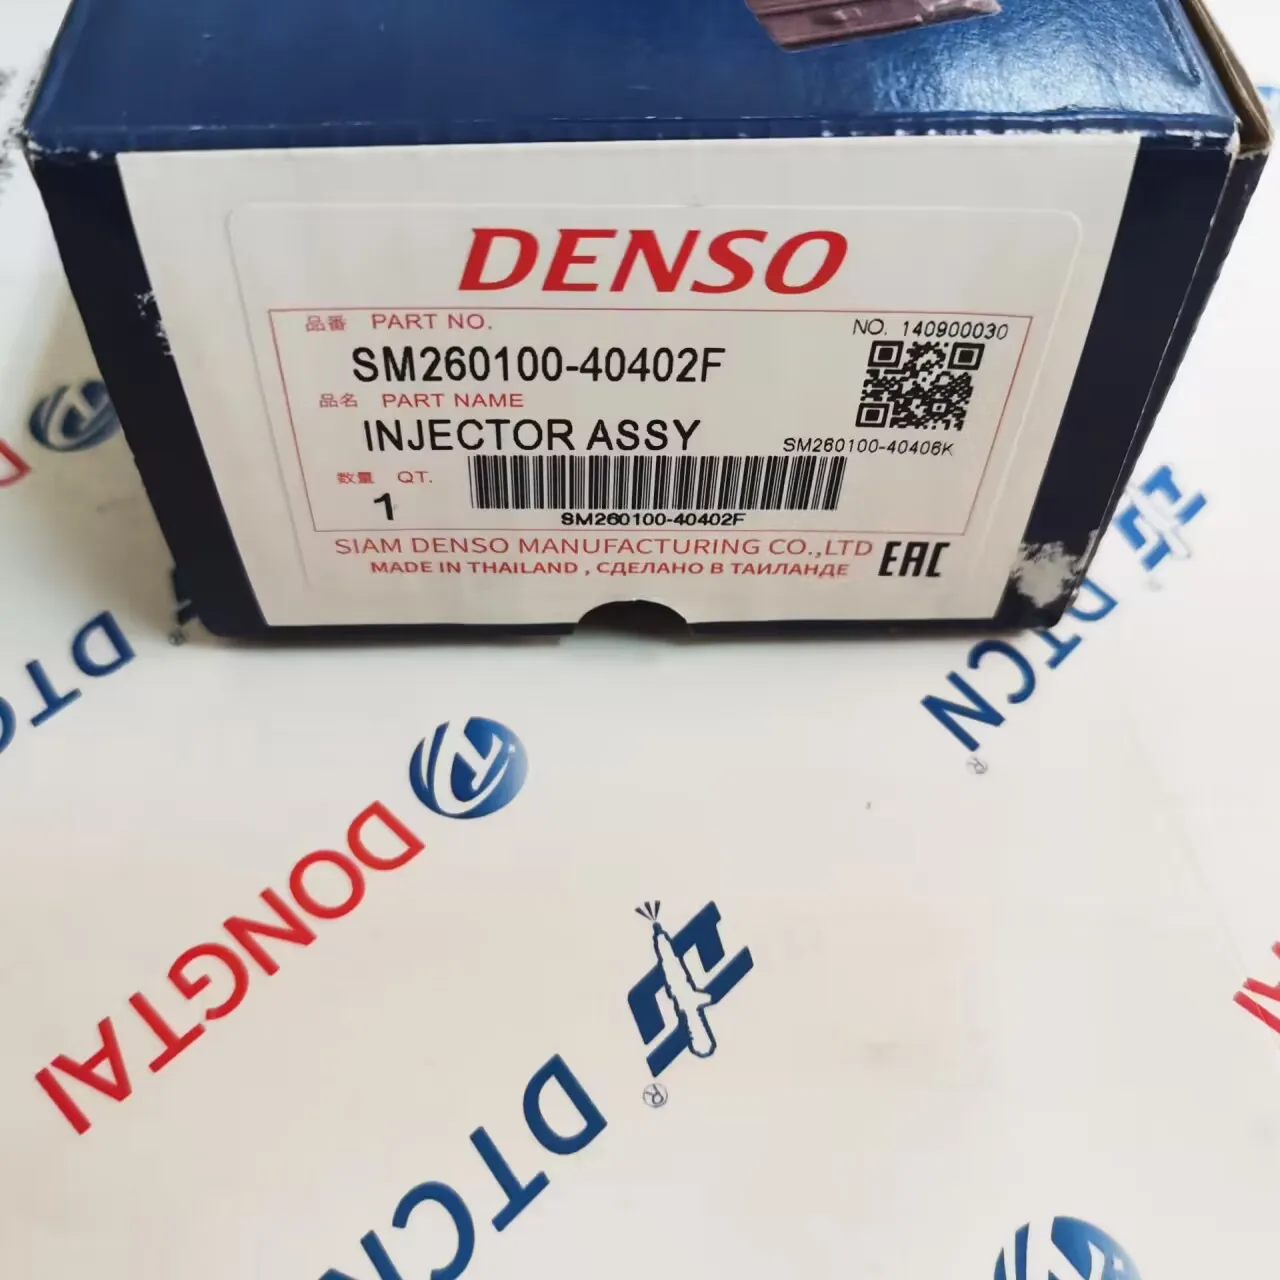 DENSO
品番 PART NO.
NO. 140900030
SM260100-40402F
品名 PART NAME
INJECTOR ASSY
SM260100-40406K
数量 QT.
1
SM260100-40402F
SIAM DENSO MANUFACTURING CO.,LTD
MADE IN THAILAND , СДЕЛАНО В ТАИЛАНДЕ
EAC
DTCN
®
DONGTAI
®
DTCN